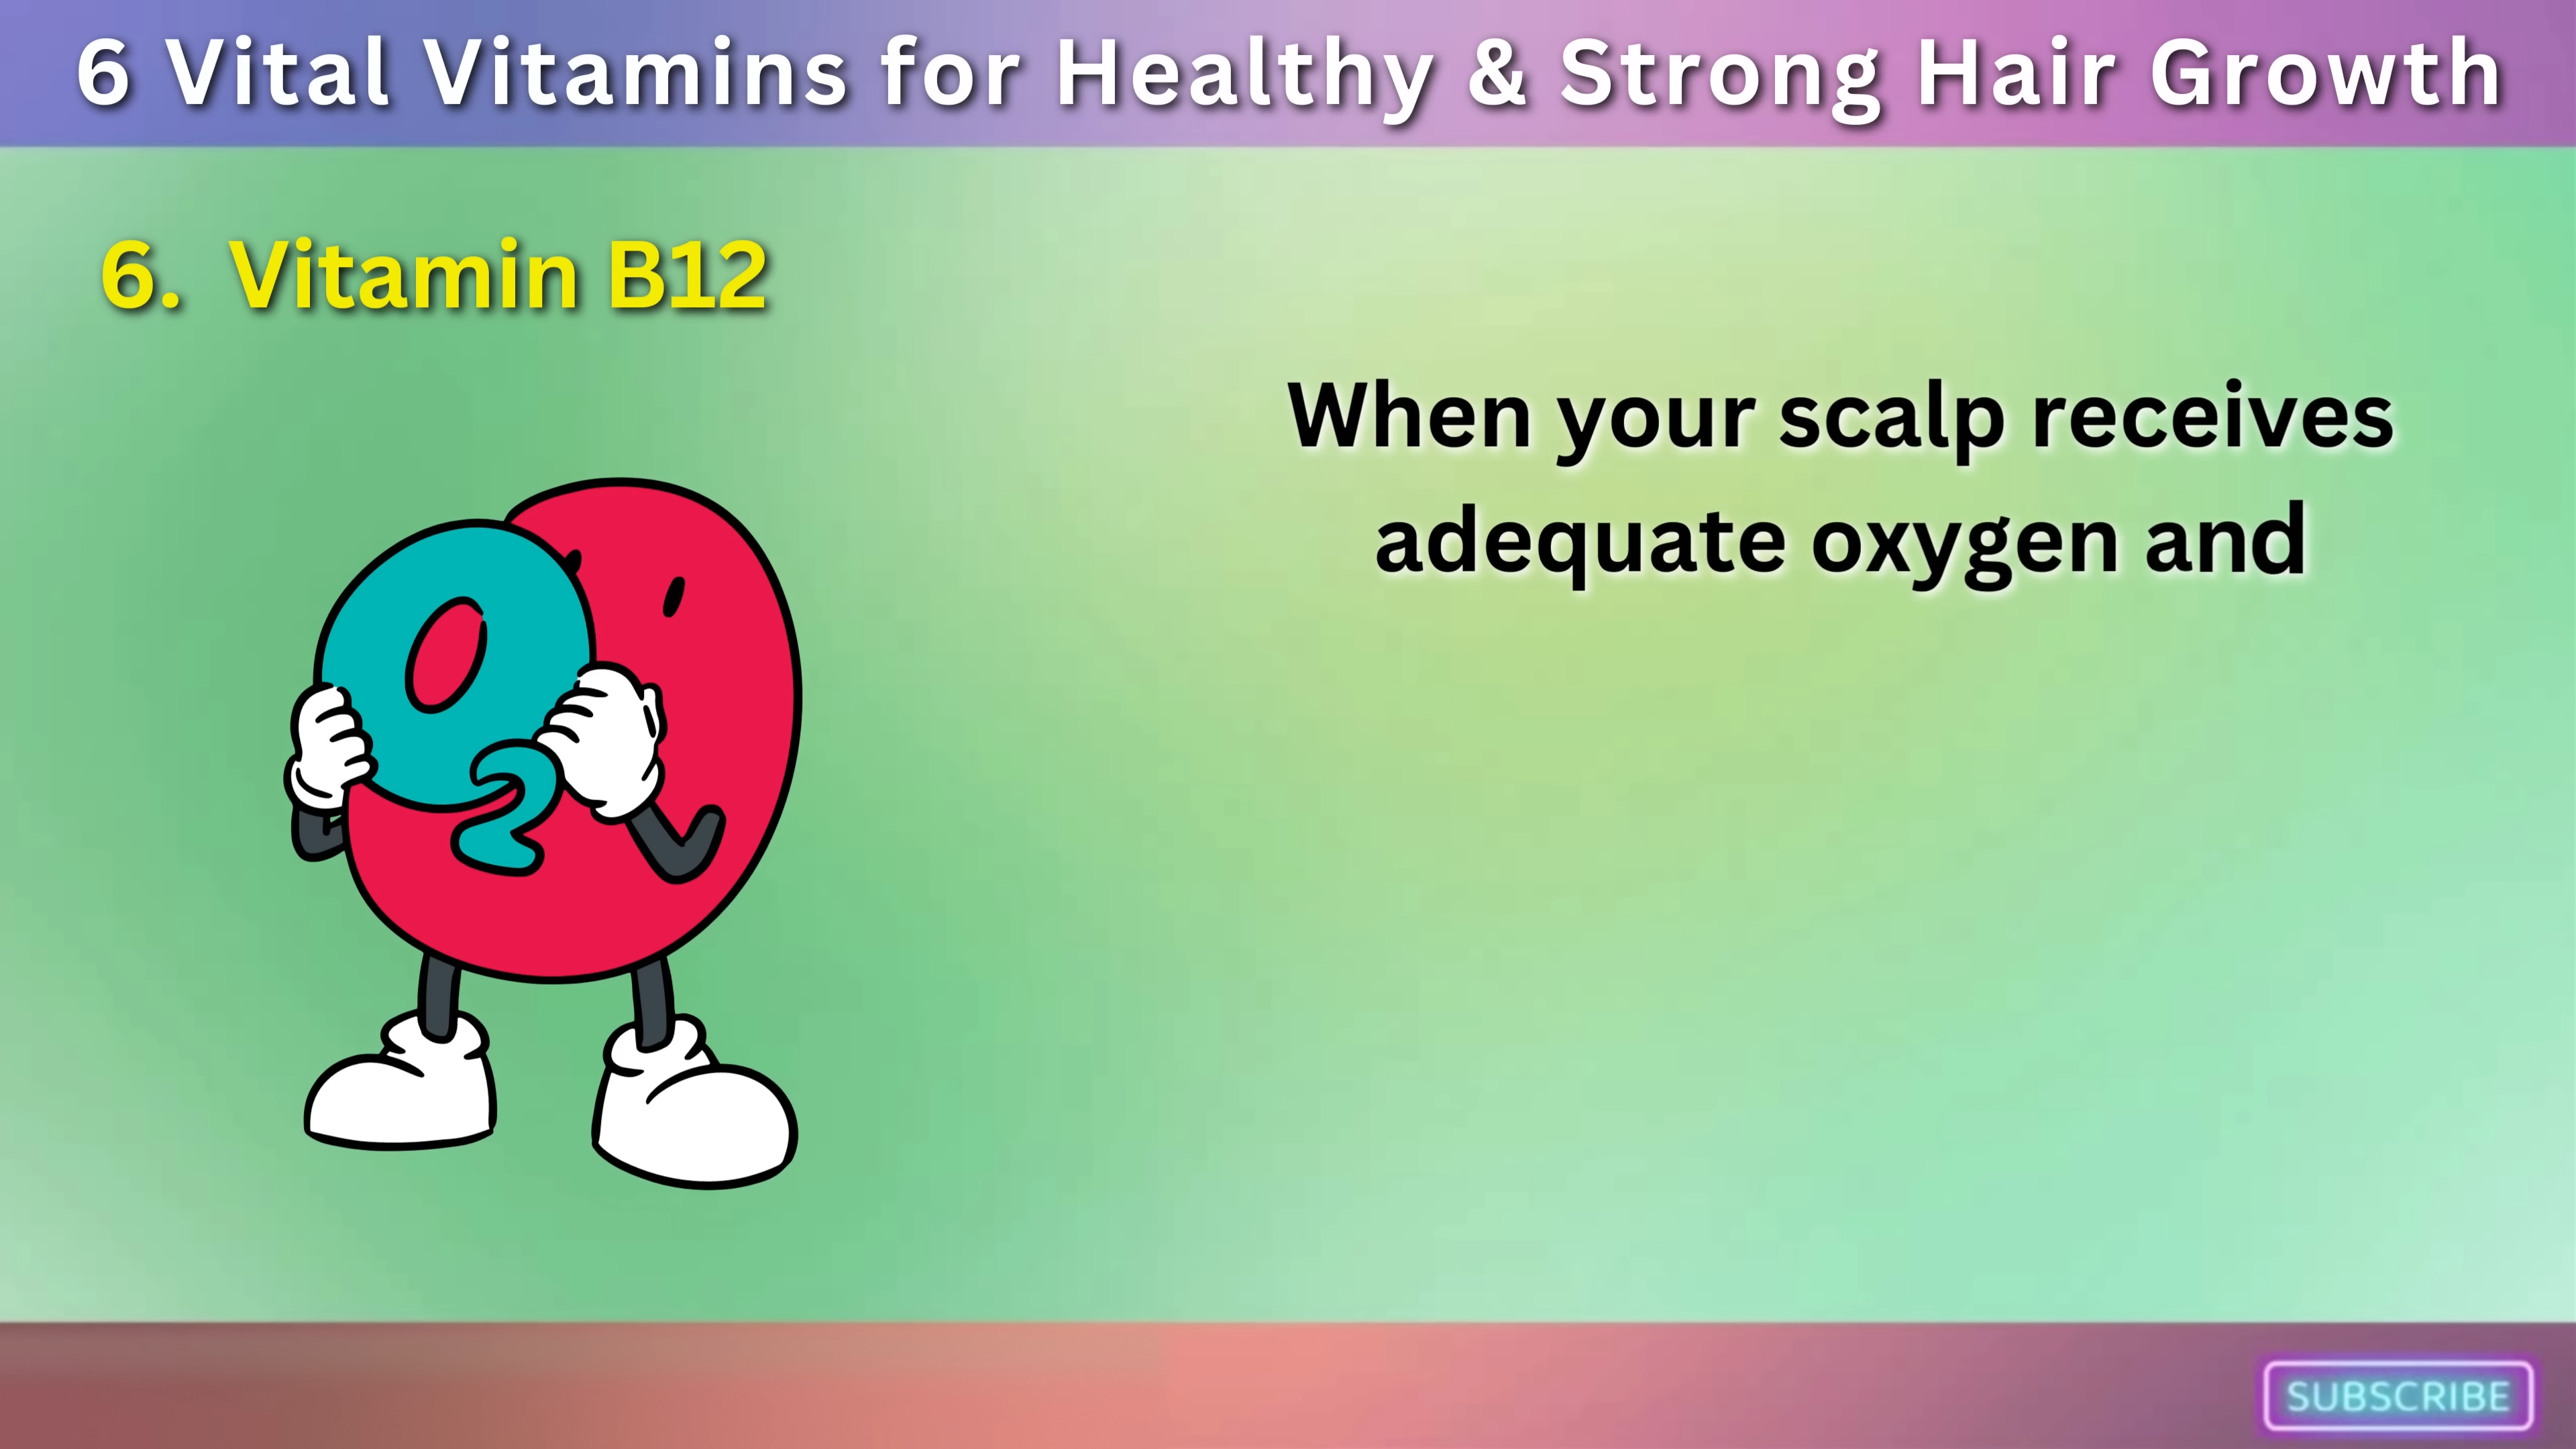 6 Vital Vitamins for Healthy & Strong Hair Growth
6. Vitamin B12
When your scalp receives
adequate oxygen and
O
2
SUBSCRIBE